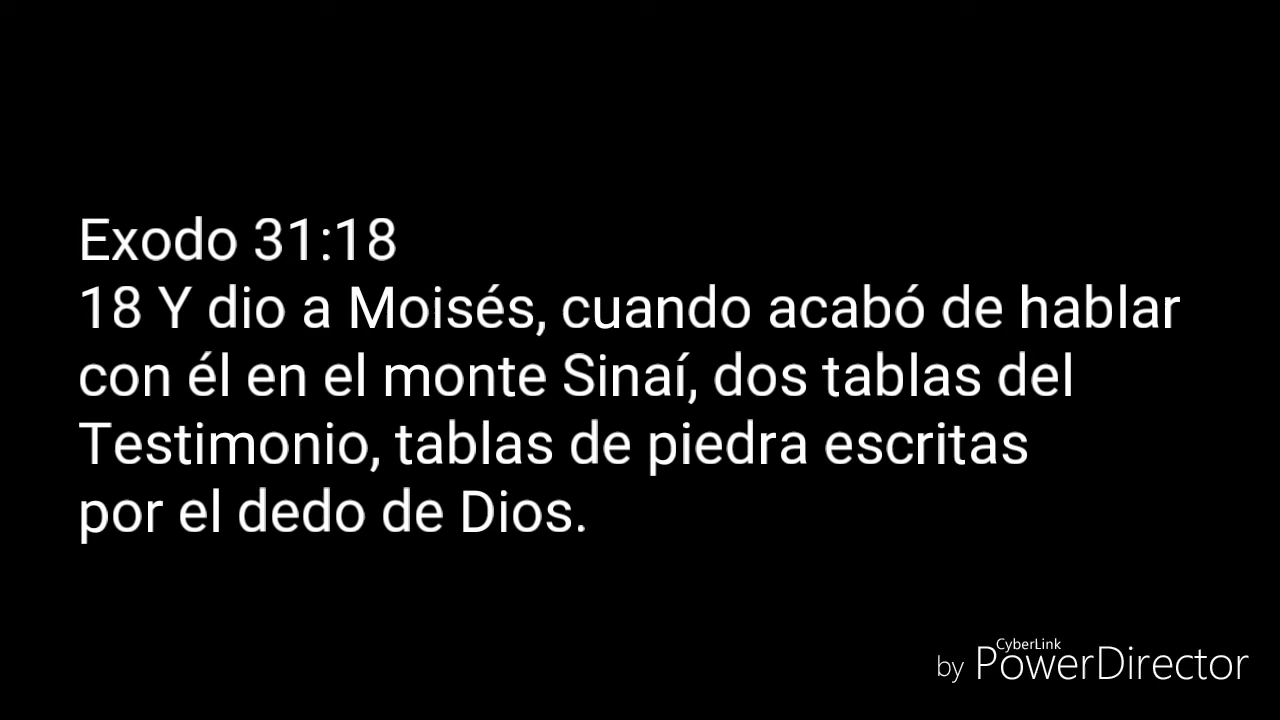 Exodo 31:18
18 Y dio a Moisés, cuando acabó de hablar
con él en el monte Sinaí, dos tablas del
Testimonio, tablas de piedra escritas
por el dedo de Dios.
CyberLink
by PowerDirector